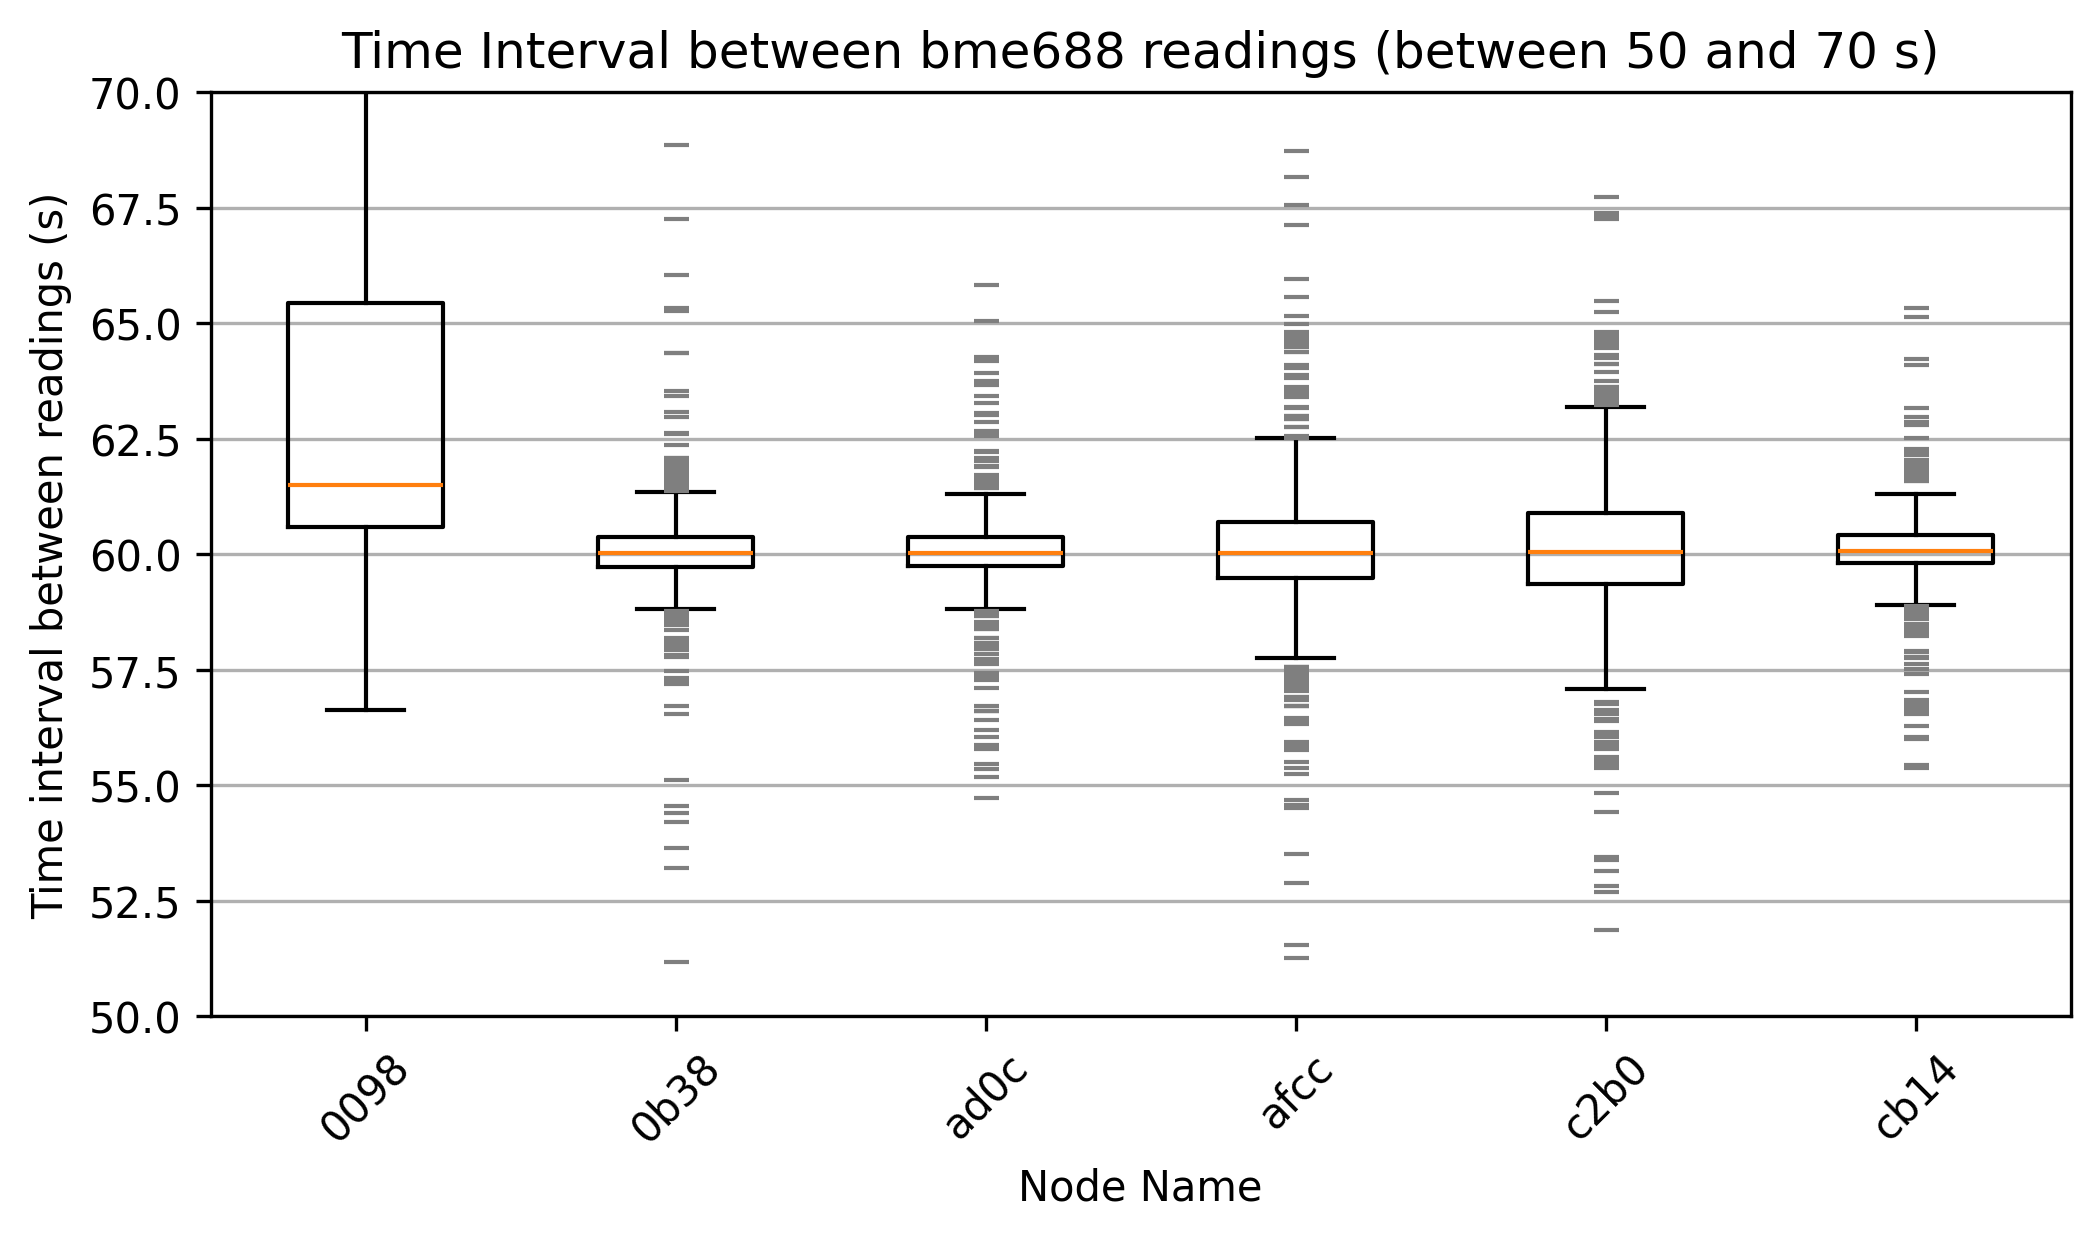 Time Interval between bme688 readings (between 50 and 70 s)
Time interval between readings (s)
70.0
67.5
65.0
62.5
60.0
57.5
55.0
52.5
50.0
0098
0b38
ad0c
afcc
c2b0
cb14
Node Name